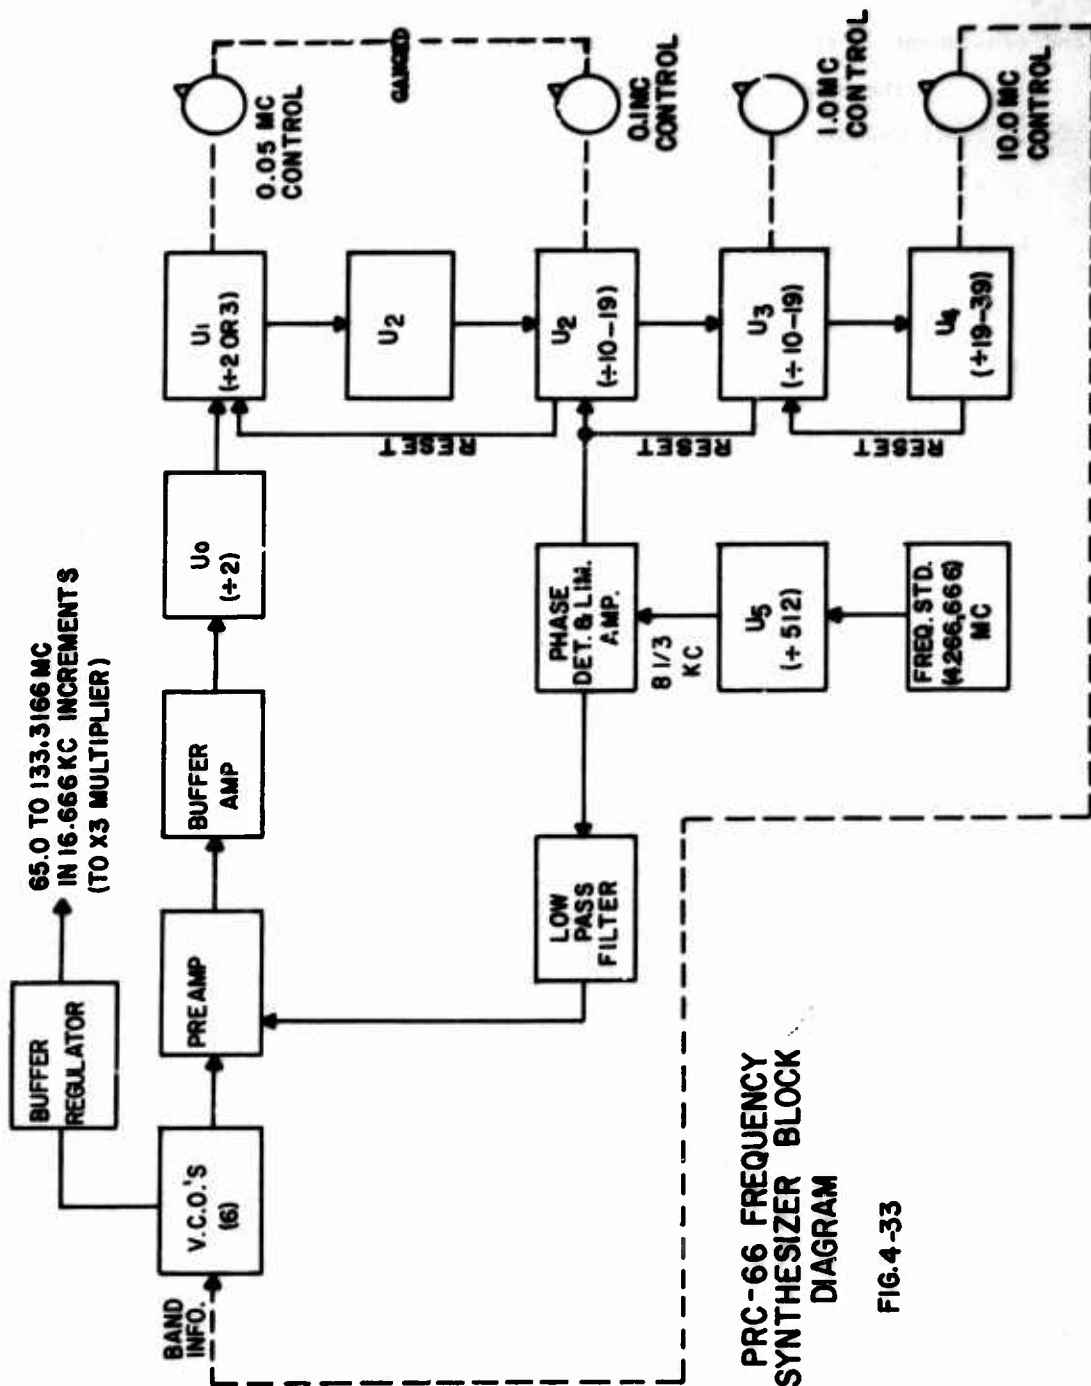 65.0 TO 133.3166 MC
IN 16.666 KC INCREMENTS
(TO X3 MULTIPLIER)
BUFFER
REGULATOR
BAND
INFO.
V.C.O.'S
(6)
PREAMP
BUFFER
AMP
U0
(÷2)
U1
(÷2 OR 3)
0.05 MC
CONTROL
GANGED
U2
U2
(÷10-19)
0.1MC
CONTROL
U3
(÷10-19)
1.0MC
CONTROL
U4
(÷19-39)
10.0MC
CONTROL
RESET
RESET
RESET
LOW
PASS
FILTER
PHASE
DET. & LIM.
AMP.
8 1/3
KC
U5
(÷512)
FREQ. STD.
(4.266,666)
MC
PRC-66 FREQUENCY
SYNTHESIZER BLOCK
DIAGRAM
FIG.4-33